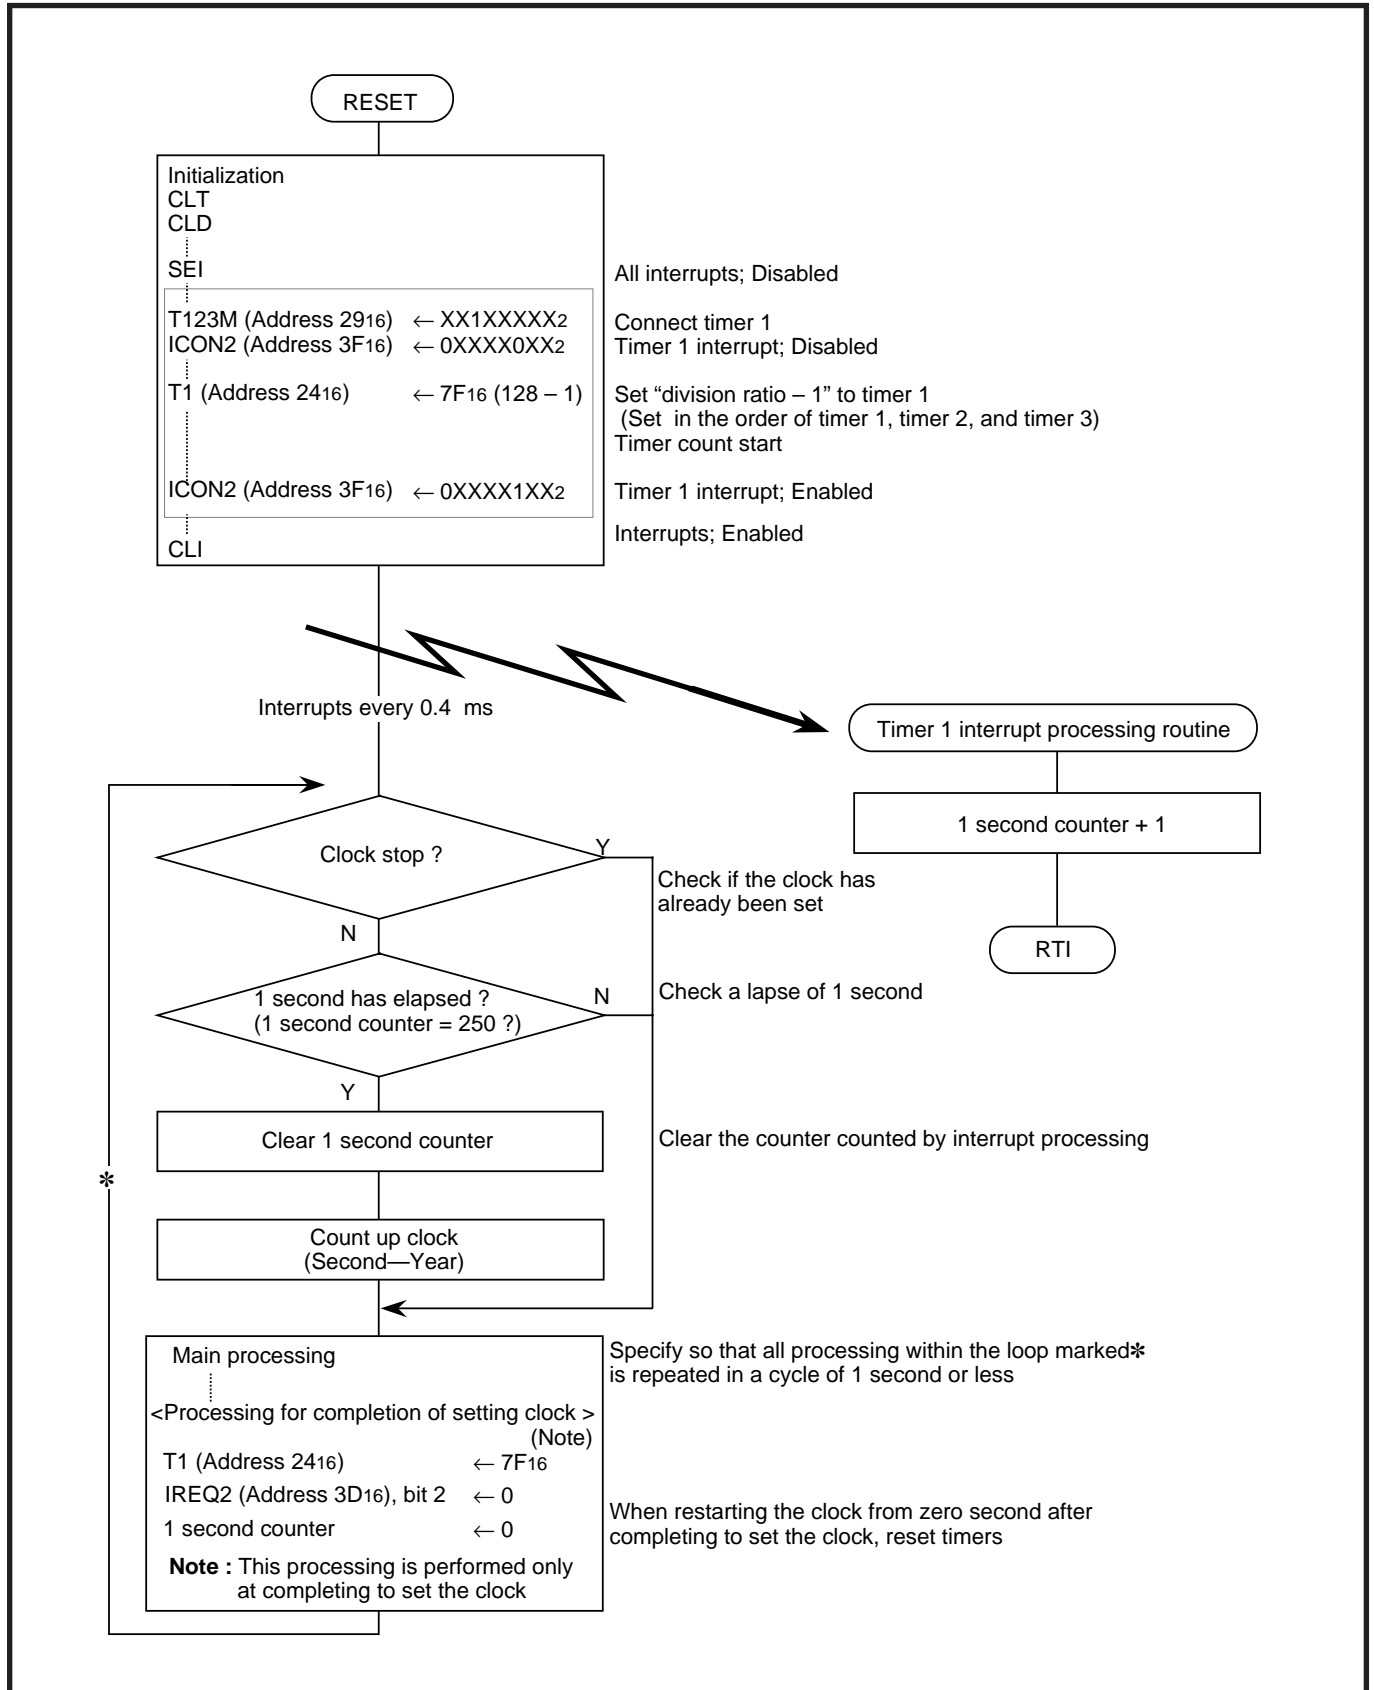 RESET
Initialization
CLT
CLD
SEI
All interrupts; Disabled
T123M (Address 2916) ← XX1XXXXX2
Connect timer 1
ICON2 (Address 3F16) ← 0XXXX0XX2
Timer 1 interrupt; Disabled
T1 (Address 2416) ← 7F16 (128 – 1)
Set “division ratio – 1” to timer 1
(Set in the order of timer 1, timer 2, and timer 3)
Timer count start
ICON2 (Address 3F16) ← 0XXXX1XX2
Timer 1 interrupt; Enabled
Interrupts; Enabled
CLI
Interrupts every 0.4 ms
Timer 1 interrupt processing routine
1 second counter + 1
RTI
Clock stop ?
Y
Check if the clock has
already been set
N
1 second has elapsed ?
(1 second counter = 250 ?)
N
Check a lapse of 1 second
Y
Clear 1 second counter
Clear the counter counted by interrupt processing
✻
Count up clock
(Second—Year)
Main processing
Specify so that all processing within the loop marked✻
is repeated in a cycle of 1 second or less
<Processing for completion of setting clock >
(Note)
T1 (Address 2416) ← 7F16
IREQ2 (Address 3D16), bit 2 ← 0
1 second counter ← 0
When restarting the clock from zero second after
completing to set the clock, reset timers
Note : This processing is performed only
at completing to set the clock